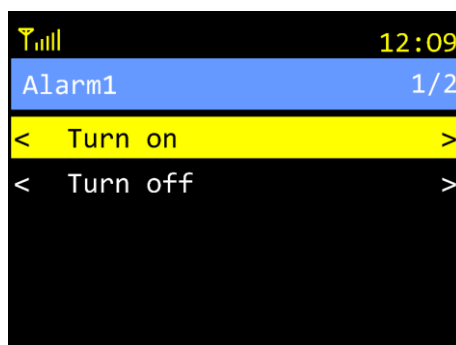 12:09
Alarm1 1/2
< Turn on >
< Turn off >